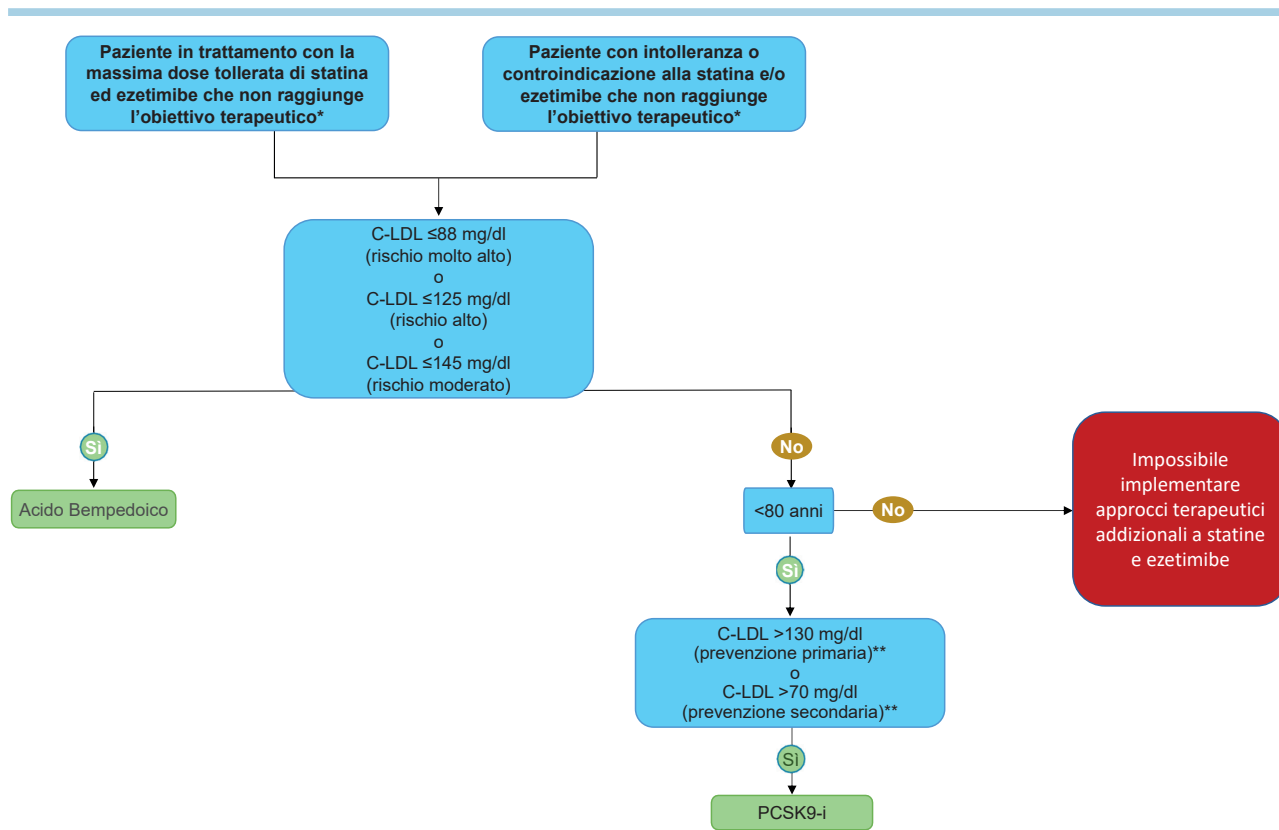 Paziente in trattamento con la
massima dose tollerata di statina
ed ezetimibe che non raggiunge
l’obiettivo terapeutico*
Paziente con intolleranza o
controindicazione alla statina e/o
ezetimibe che non raggiunge
l’obiettivo terapeutico*
C-LDL ≤88 mg/dl
(rischio molto alto)
o
C-LDL ≤125 mg/dl
(rischio alto)
o
C-LDL ≤145 mg/dl
(rischio moderato)
Sì
No
Acido Bempedoico
<80 anni
No
Impossibile
implementare
approcci terapeutici
addizionali a statine
e ezetimibe
Sì
C-LDL >130 mg/dl
(prevenzione primaria)**
o
C-LDL >70 mg/dl
(prevenzione secondaria)**
Sì
PCSK9-i